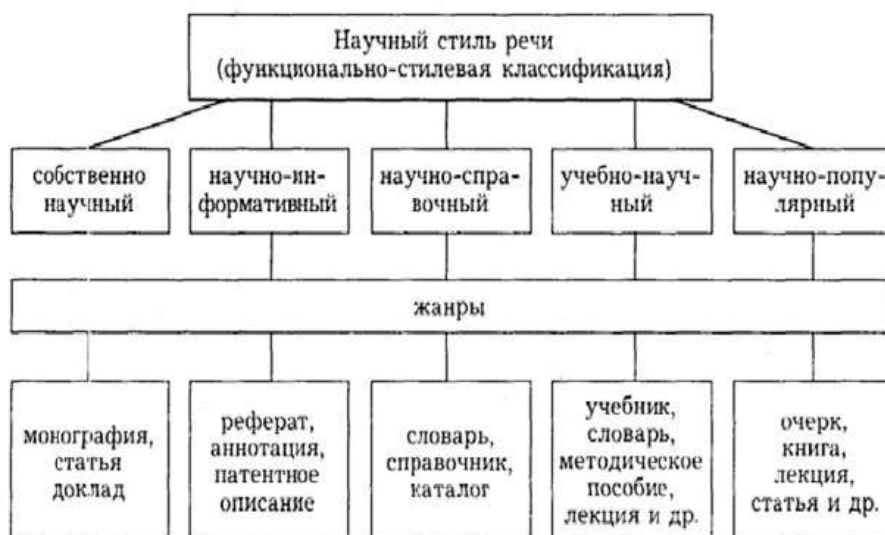 Научный стиль речи
(функционально-стилевая классификация)
собственно
научный
научно-ин-
формативный
научно-спра-
вочный
учебно-науч-
ный
научно-попу-
лярный
жанры
монография,
статья
доклад
реферат,
аннотация,
патентное
описание
словарь,
справочник,
каталог
учебник,
словарь,
методическое
пособие,
лекция и др.
очерк,
книга,
лекция,
статья и др.